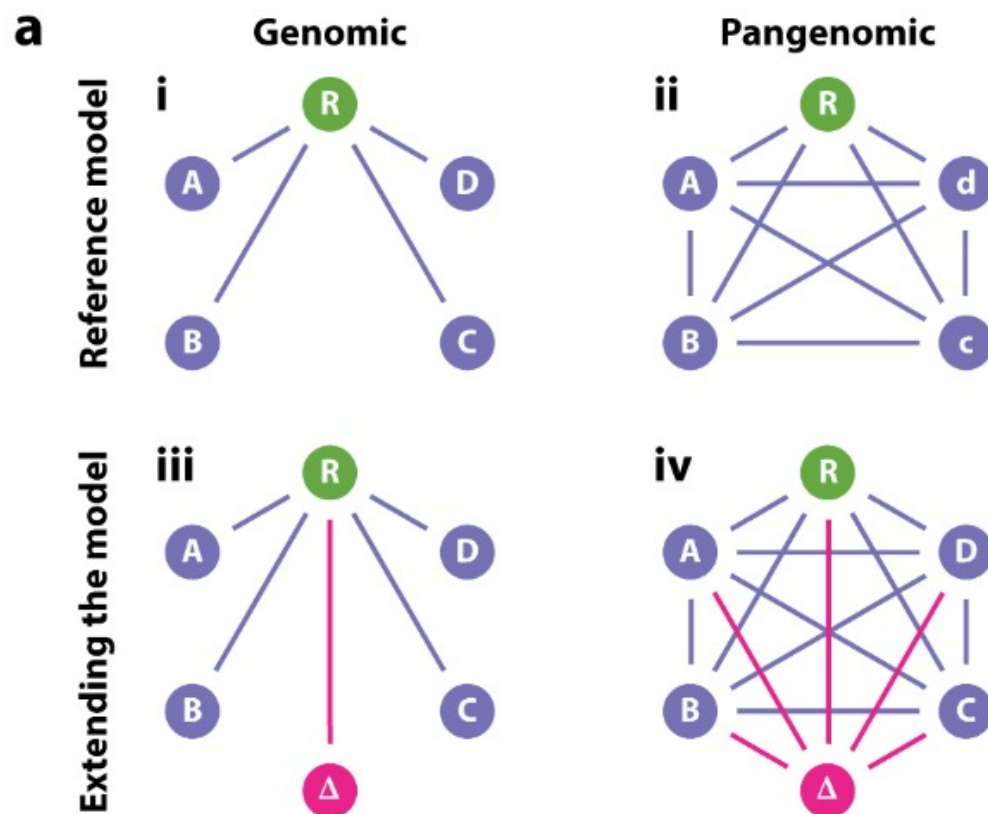 a
Genomic
Pangenomic
Reference model
i
R
A
D
B
C
ii
R
A
d
B
c
Extending the model
iii
R
A
D
B
C
Δ
iv
R
A
D
B
C
Δ